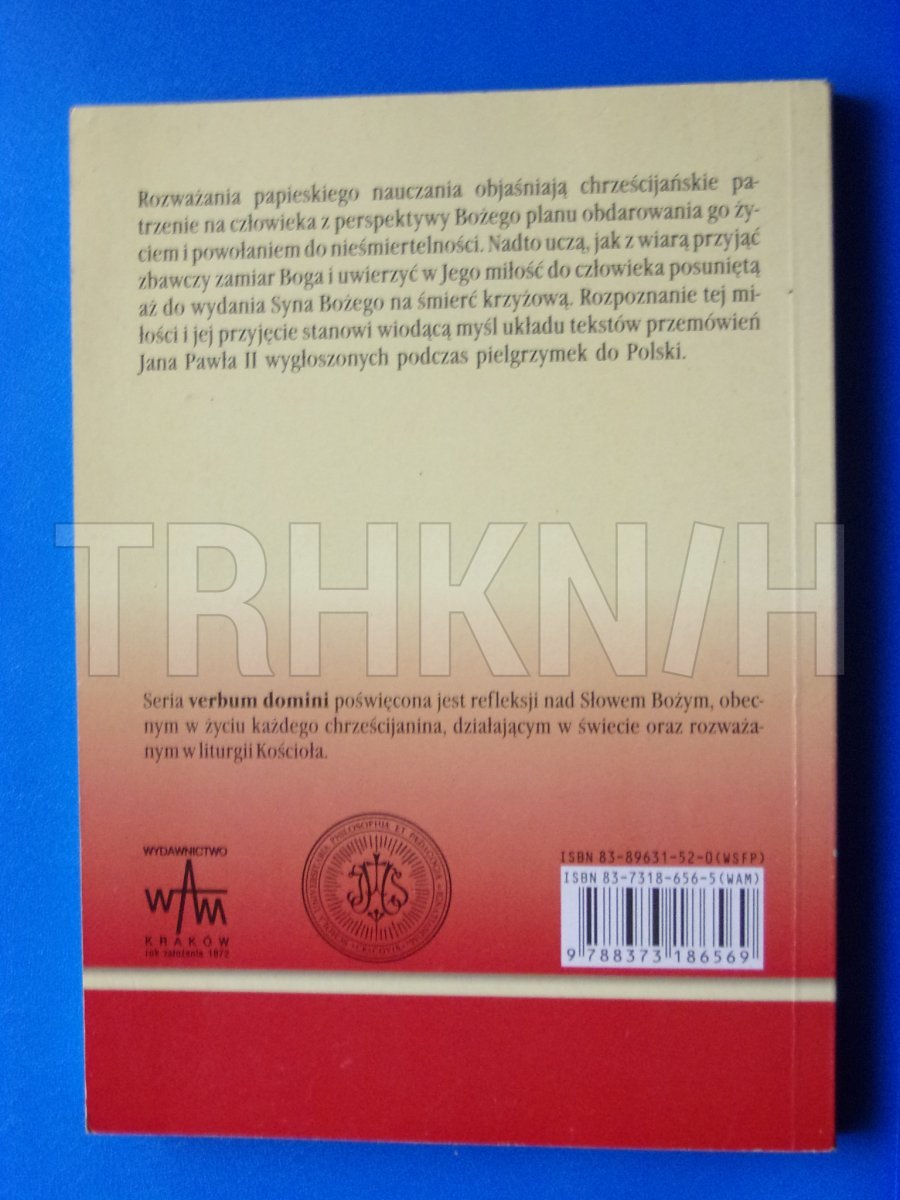 Rozważania papieskiego nauczania objaśniają chrześcijańskie pa-
trzenie na człowieka z perspektywy Bożego planu obdarowania go ży-
ciem i powołaniem do nieśmiertelności. Nadto uczą, jak z wiarą przyjąć
zbawczy zamiar Boga i uwierzyć w Jego miłość do człowieka posuniętą
aż do wydania Syna Bożego na śmierć krzyżową. Rozpoznanie tej mi-
łości i jej przyjęcie stanowi wiodącą myśl układu tekstów przemówień
Jana Pawła II wygłoszonych podczas pielgrzymek do Polski.
TRHKN/H
Seria verbum domini poświęcona jest refleksji nad Słowem Bożym, obec-
nym w życiu każdego chrześcijanina, działającym w świecie oraz rozważa-
nym w liturgii Kościoła.
WYDAWNICTWO
WAM
KRAKÓW
rok założenia 1872
PHILOSOPHIA ET PÆDAGOGIA
ISBN 83-89631-52-0(WSFP)
ISBN 83-7318-656-5(WAM)
9 788373 186569